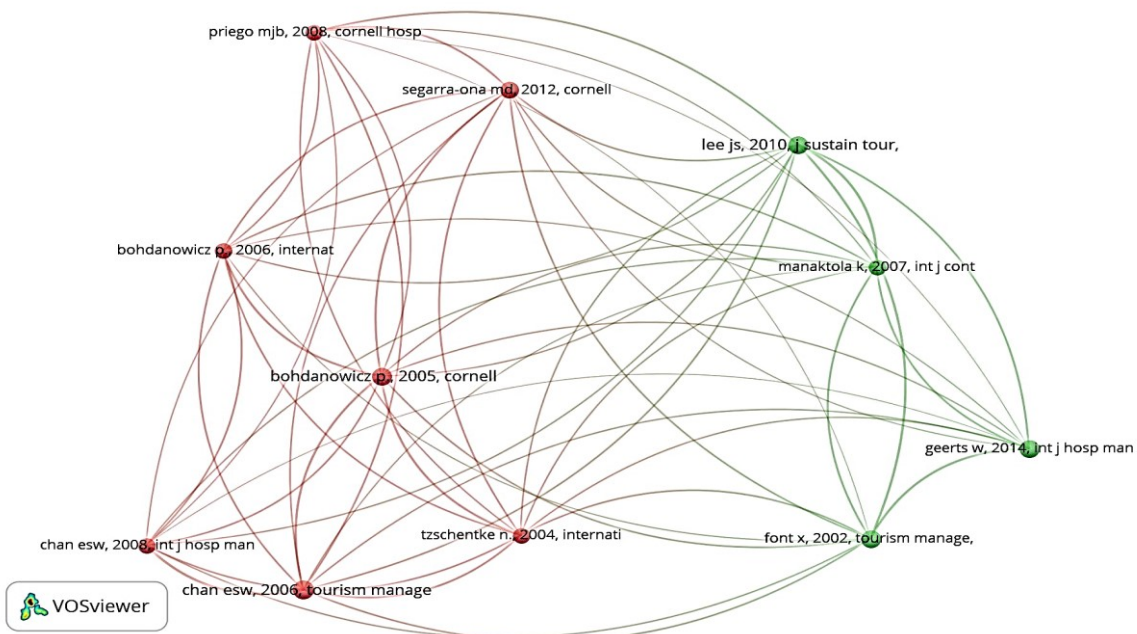 priego mjb, 2008, cornell hosp
segarra-ona md, 2012, cornell
lee js, 2010, j sustain tour,
bohdanowicz p., 2006, internat
manaktola k, 2007, int j cont
bohdanowicz p., 2005, cornell
geerts w, 2014, int j hosp man
chan esw, 2008, int j hosp man
tzschentke n., 2004, internati
font x, 2002, tourism manage,
chan esw, 2006, tourism manage
VOSviewer